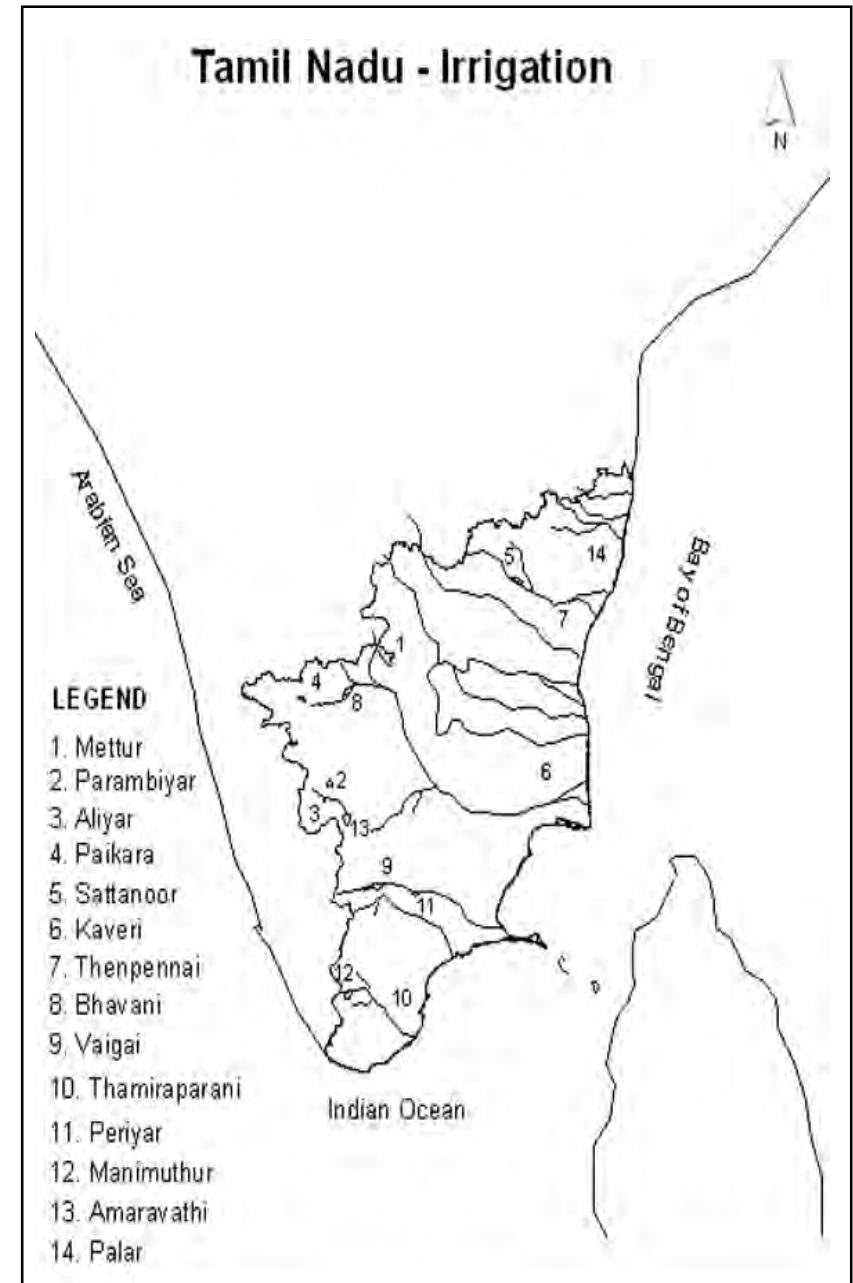 Tamil Nadu - Irrigation
N
Arabian Sea
Bay of Bengal
5
14
7
1
4
8
6
2
3
13
9
11
12
10
LEGEND
1. Mettur
2. Parambiyar
3. Aliyar
4. Paikara
5. Sattanoor
6. Kaveri
7. Thenpennai
8. Bhavani
9. Vaigai
10. Thamiraparani
11. Periyar
12. Manimuthur
13. Amaravathi
14. Palar
Indian Ocean